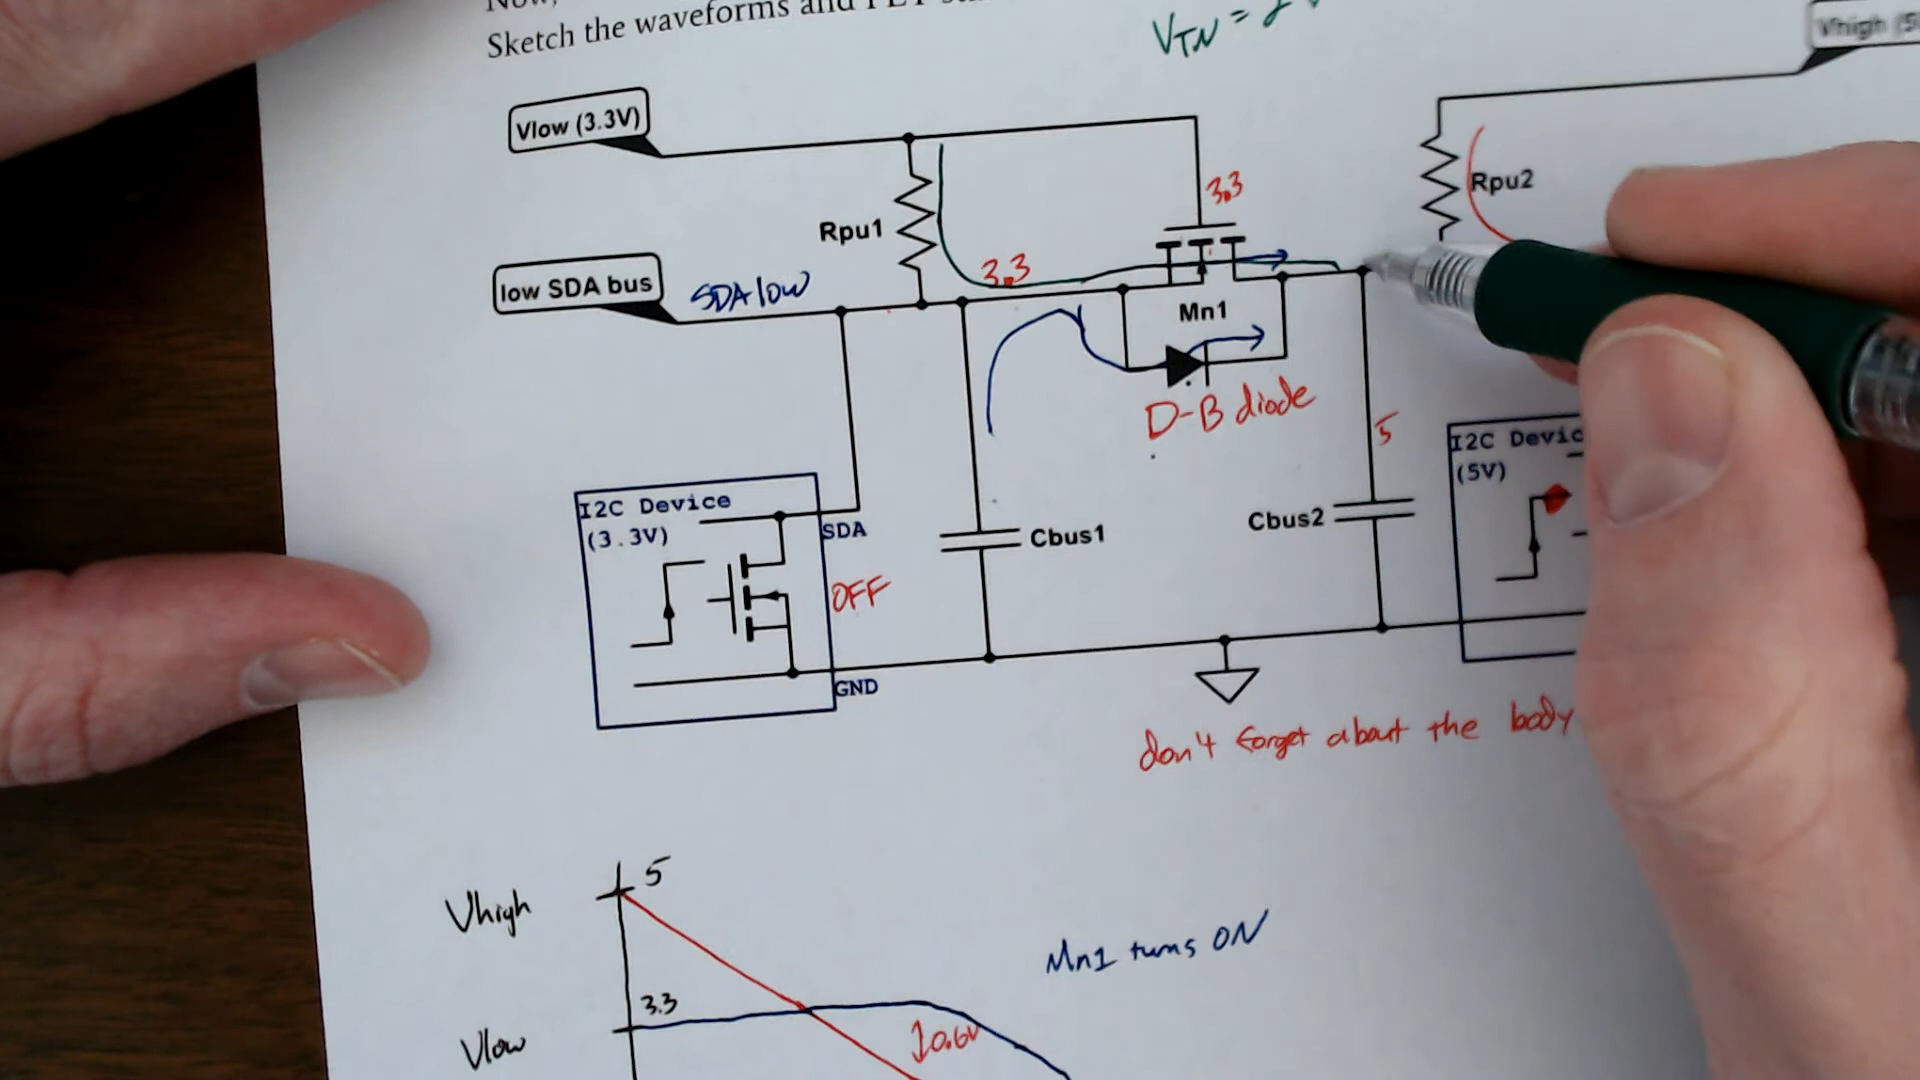 Sketch the waveforms and
VTN = 2
Vhigh (5
Vlow (3.3V)
3.3
Rpu2
Rpu1
3.3
low SDA bus
SDA low
Mn1
D-B diode
5
I2C Devic
(5V)
I2C Device
(3.3V)
SDA
Cbus1
Cbus2
OFF
GND
don't forget about the body
5
Vhigh
Mn1 turns ON
3.3
0.6V
Vlow